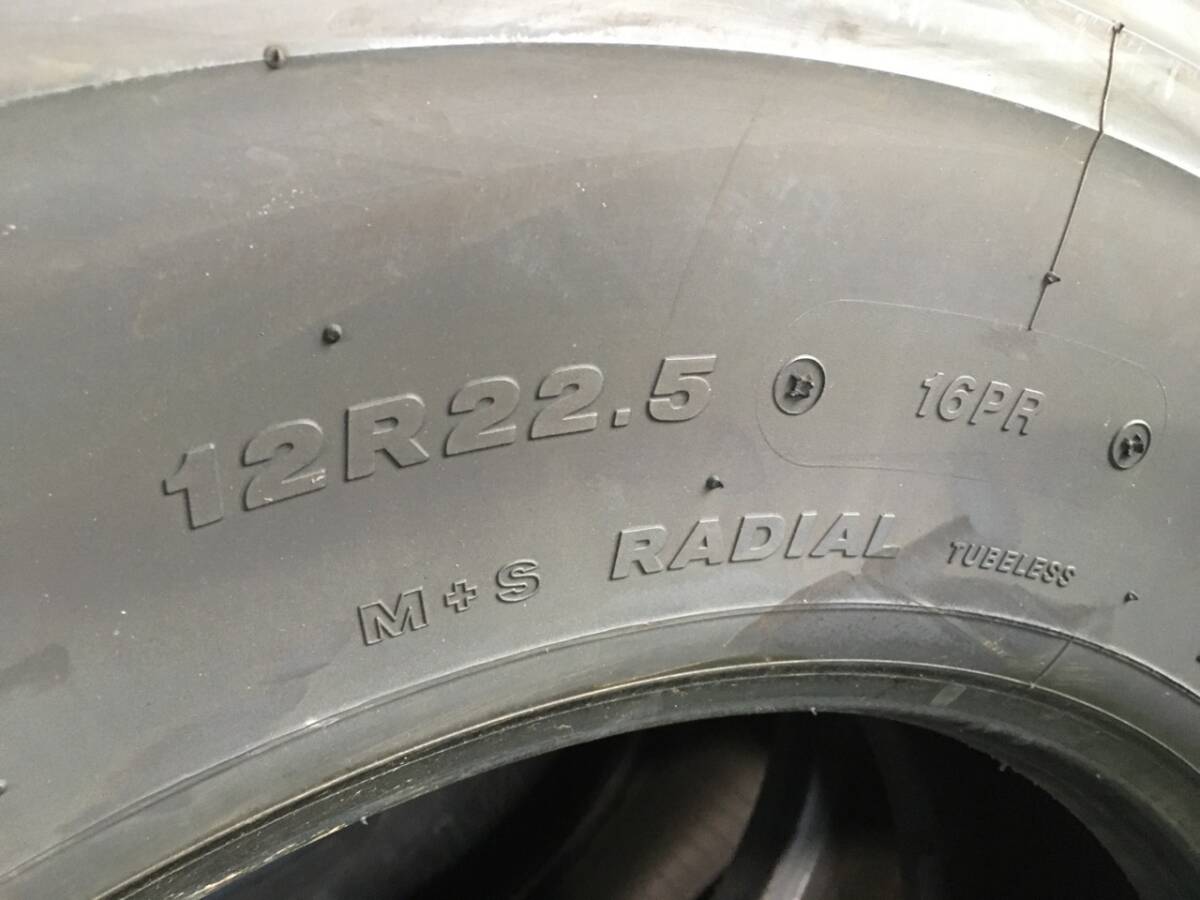 12R22.5
16PR
M+S RADIAL TUBELESS